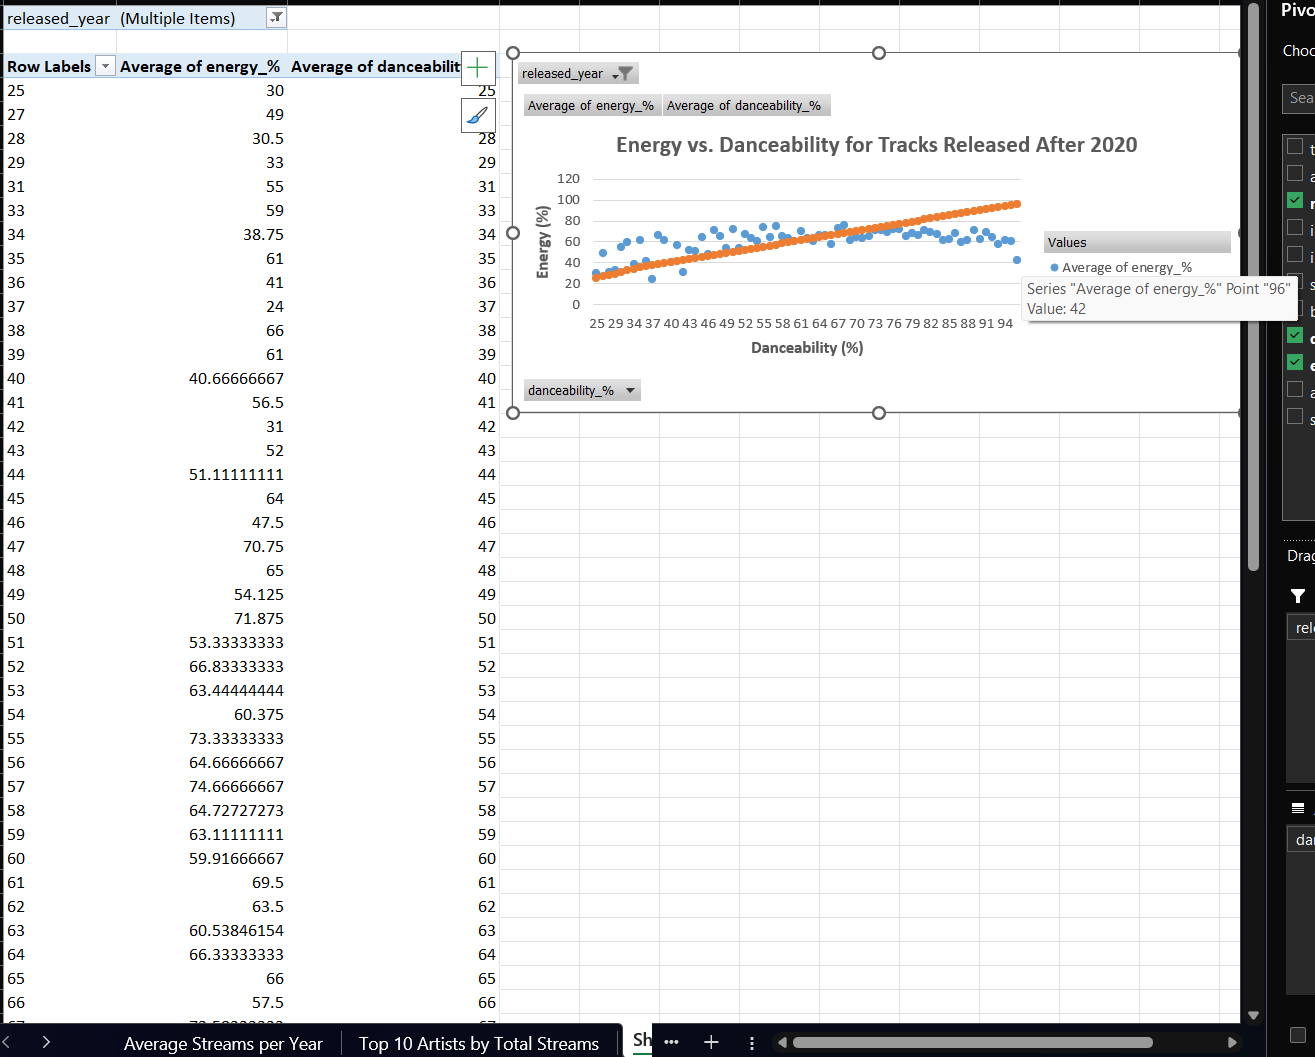 released_year (Multiple Items)
Row Labels Average of energy_% Average of danceabilit
25 30 25
27 49
28 30.5 28
29 33 29
31 55 31
33 59 33
34 38.75 34
35 61 35
36 41 36
37 24 37
38 66 38
39 61 39
40 40.66666667 40
41 56.5 41
42 31 42
43 52 43
44 51.11111111 44
45 64 45
46 47.5 46
47 70.75 47
48 65 48
49 54.125 49
50 71.875 50
51 53.33333333 51
52 66.83333333 52
53 63.44444444 53
54 60.375 54
55 73.33333333 55
56 64.66666667 56
57 74.66666667 57
58 64.72727273 58
59 63.11111111 59
60 59.91666667 60
61 69.5 61
62 63.5 62
63 60.53846154 63
64 66.33333333 64
65 66 65
66 57.5 66
released_year
Average of energy_% Average of danceability_%
Energy vs. Danceability for Tracks Released After 2020
120
100
80
60
40
20
0
Energy (%)
25 29 34 37 40 43 46 49 52 55 58 61 64 67 70 73 76 79 82 85 88 91 94
Danceability (%)
Values
Average of energy_%
Series "Average of energy_%" Point "96"
Value: 42
danceability_%
Pivo
Choo
Sea
t
a
r
i
i
s
b
d
e
a
s
Drag
rele
dan
Average Streams per Year Top 10 Artists by Total Streams Sh